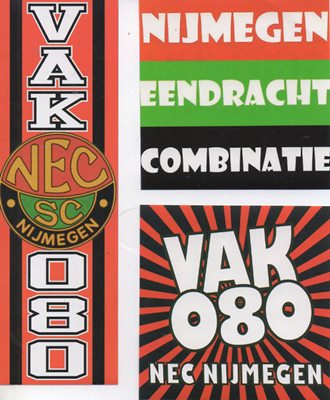 VAK
NEC
SC
NIJMEGEN
080
NIJMEGEN
EENDRACHT
COMBINATIE
VAK
080
NEC NIJMEGEN